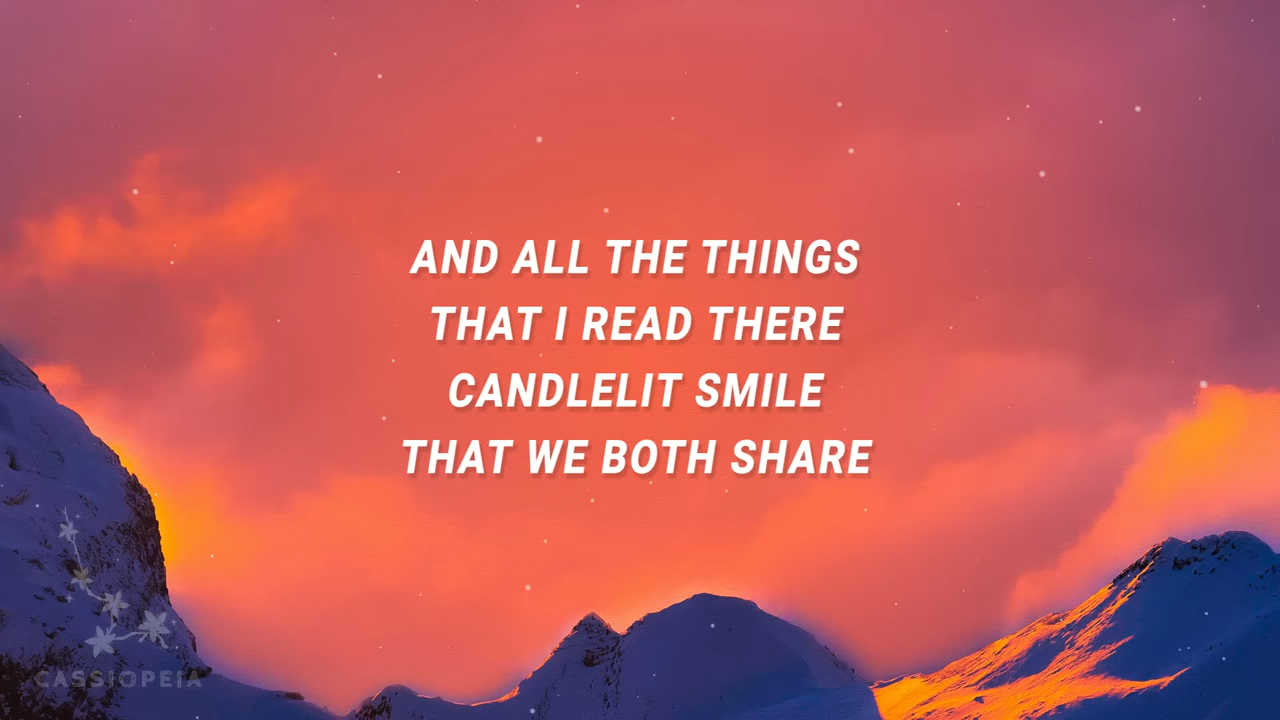 AND ALL THE THINGS
THAT I READ THERE
CANDLELIT SMILE
THAT WE BOTH SHARE
CASSIOPEIA